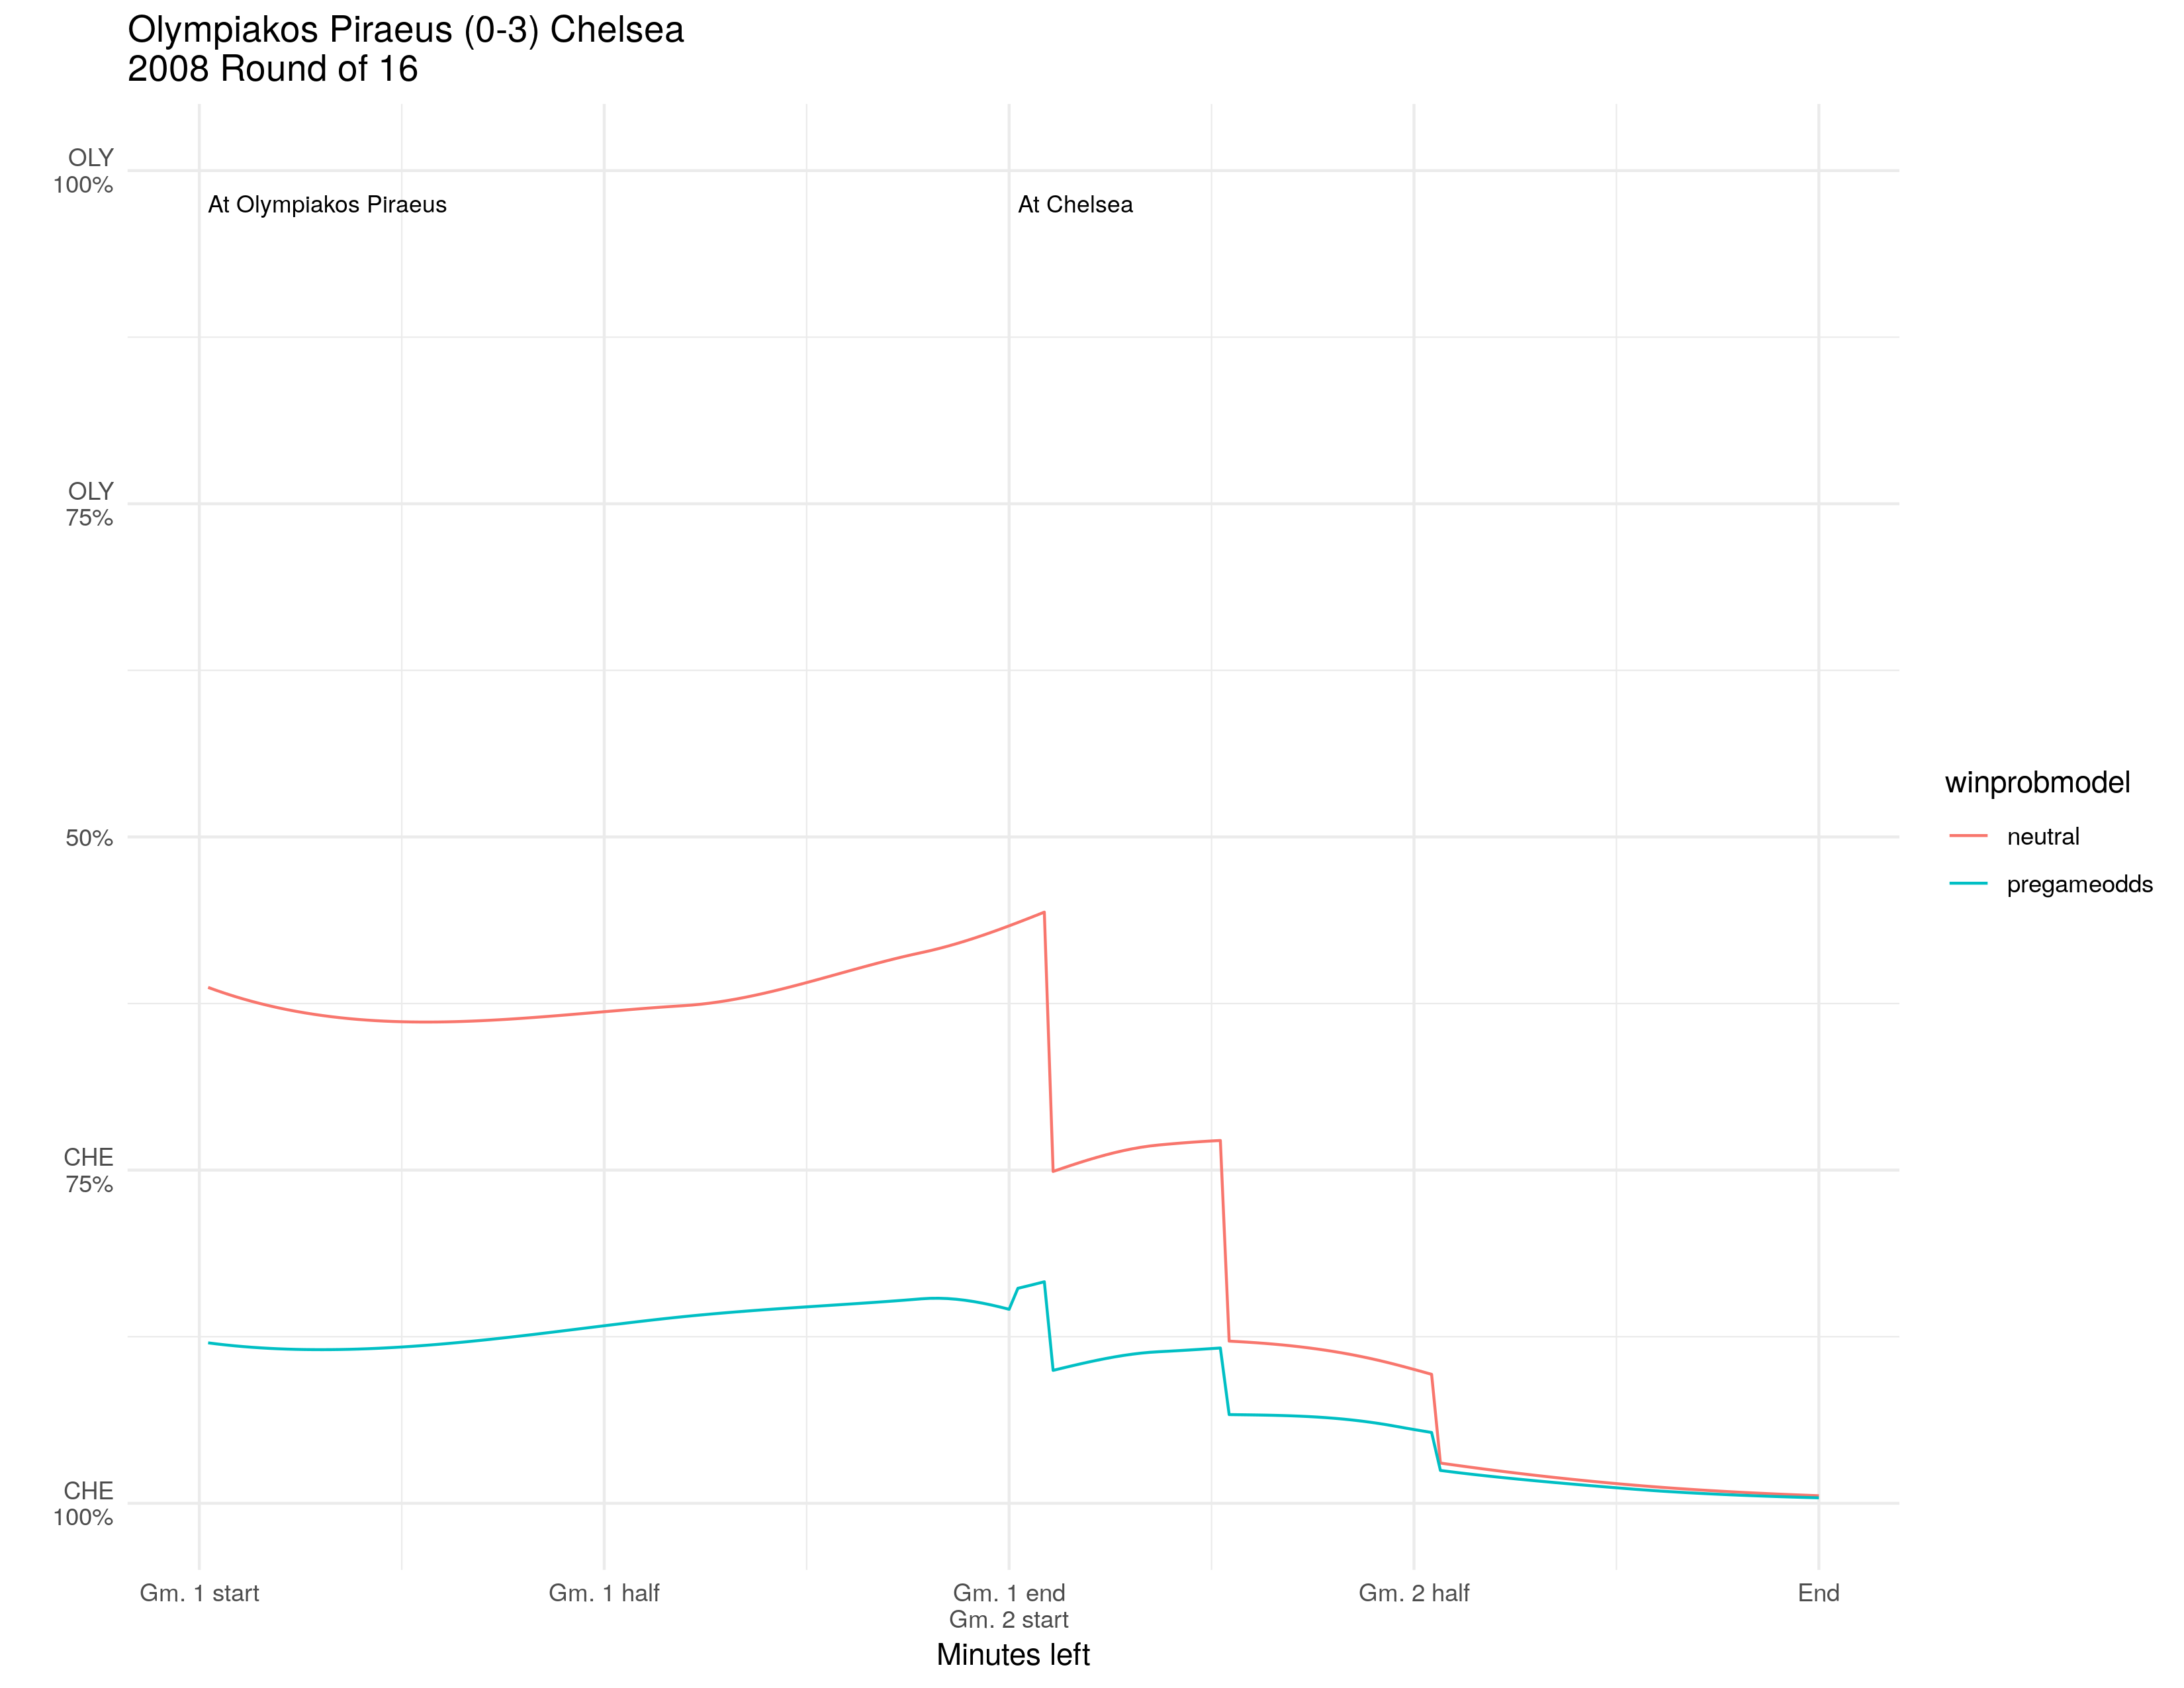 Olympiakos Piraeus (0-3) Chelsea
2008 Round of 16
OLY
100%
At Olympiakos Piraeus
At Chelsea
OLY
75%
50%
CHE
75%
CHE
100%
winprobmodel
neutral
pregameodds
Gm. 1 start
Gm. 1 half
Gm. 1 end
Gm. 2 start
Gm. 2 half
End
Minutes left